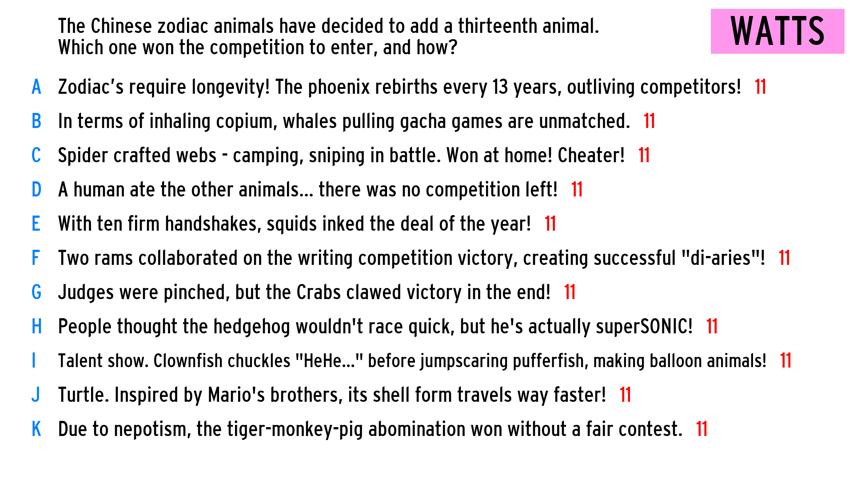 The Chinese zodiac animals have decided to add a thirteenth animal.
Which one won the competition to enter, and how?
WATTS
A Zodiac's require longevity! The phoenix rebirths every 13 years, outliving competitors! 11
B In terms of inhaling copium, whales pulling gacha games are unmatched. 11
C Spider crafted webs - camping, sniping in battle. Won at home! Cheater! 11
D A human ate the other animals... there was no competition left! 11
E With ten firm handshakes, squids inked the deal of the year! 11
F Two rams collaborated on the writing competition victory, creating successful "di-aries"! 11
G Judges were pinched, but the Crabs clawed victory in the end! 11
H People thought the hedgehog wouldn't race quick, but he's actually superSONIC! 11
I Talent show. Clownfish chuckles "HeHe..." before jumpscaring pufferfish, making balloon animals! 11
J Turtle. Inspired by Mario's brothers, its shell form travels way faster! 11
K Due to nepotism, the tiger-monkey-pig abomination won without a fair contest. 11